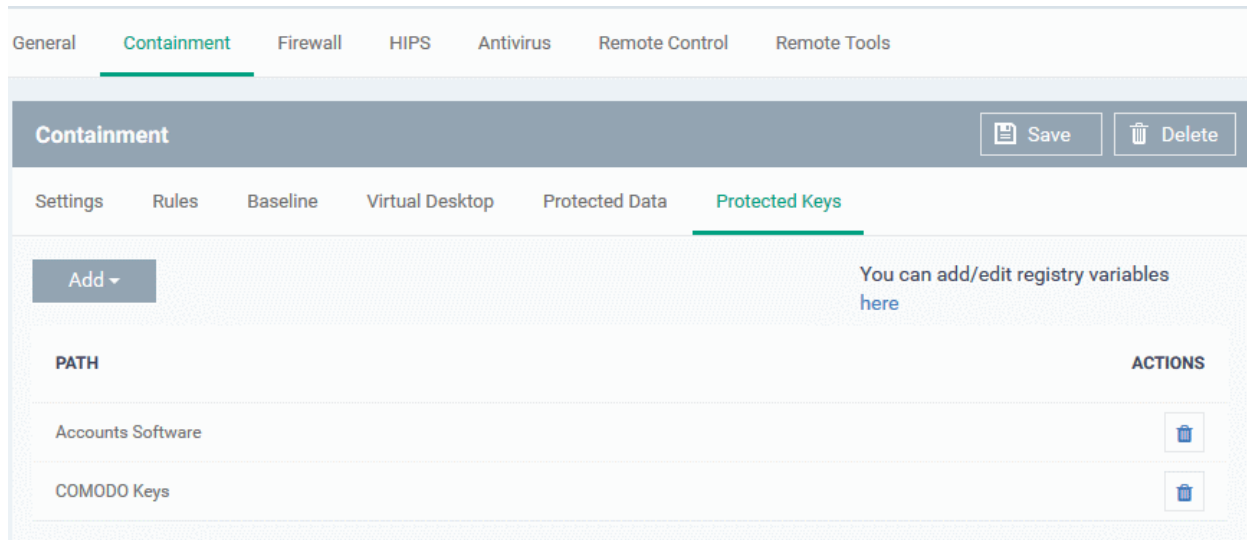 General Containment Firewall HIPS Antivirus Remote Control Remote Tools
Containment Save Delete
Settings Rules Baseline Virtual Desktop Protected Data Protected Keys
Add You can add/edit registry variables
here
PATH ACTIONS
Accounts Software
COMODO Keys